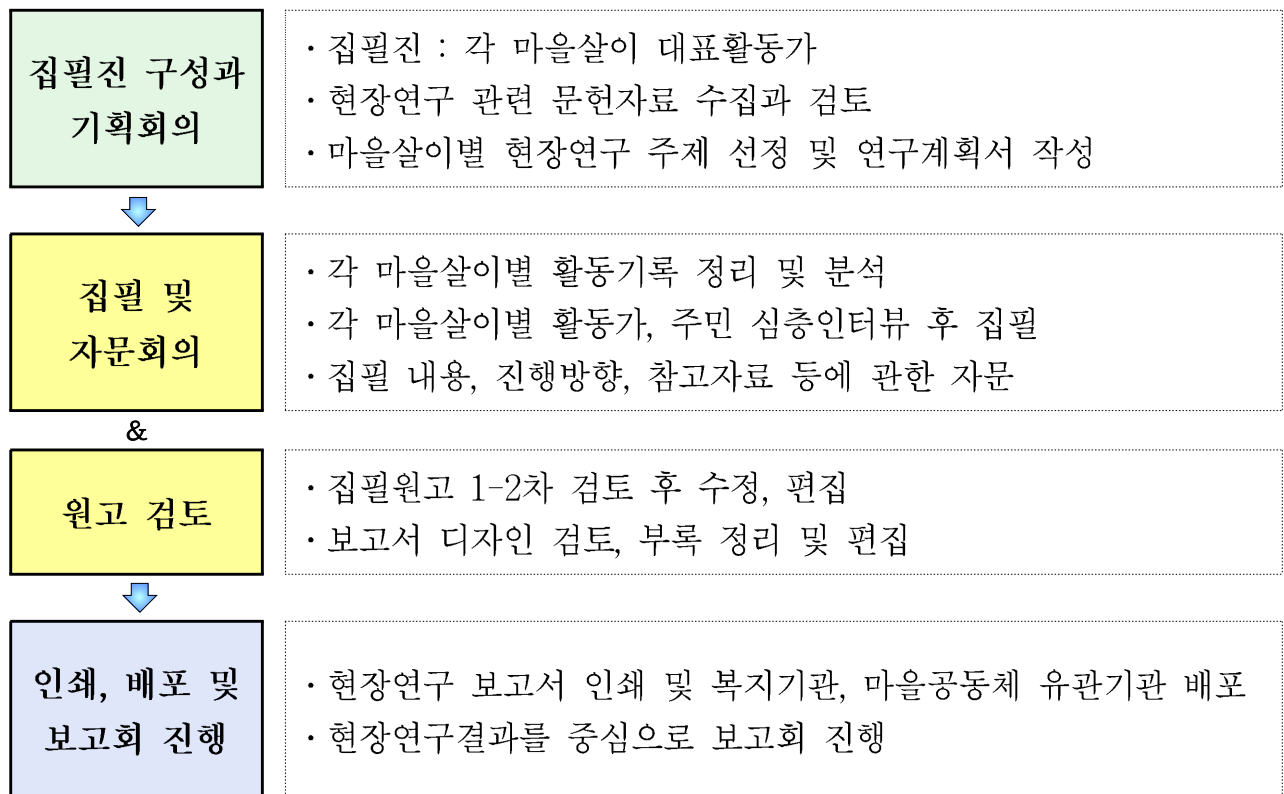 집필진 구성과
기획회의
· 집필진 : 각 마을살이 대표활동가
· 현장연구 관련 문헌자료 수집과 검토
· 마을살이별 현장연구 주제 선정 및 연구계획서 작성
집필 및
자문회의
· 각 마을살이별 활동기록 정리 및 분석
· 각 마을살이별 활동가, 주민 심층인터뷰 후 집필
· 집필 내용, 진행방향, 참고자료 등에 관한 자문
&
원고 검토
· 집필원고 1-2차 검토 후 수정, 편집
· 보고서 디자인 검토, 부록 정리 및 편집
인쇄, 배포 및
보고회 진행
· 현장연구 보고서 인쇄 및 복지기관, 마을공동체 유관기관 배포
· 현장연구결과를 중심으로 보고회 진행